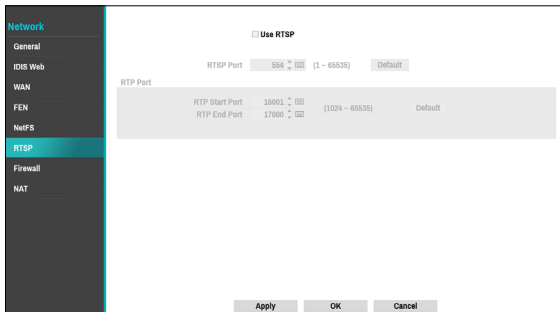 Network
General
IDIS Web
WAN
FEN
NetFS
RTSP
Firewall
NAT
Use RTSP
RTSP Port 554 (1 ~ 65535) Default
RTP Port
RTP Start Port 16001
(1024 ~ 65535) Default
RTP End Port 17000
Apply OK Cancel